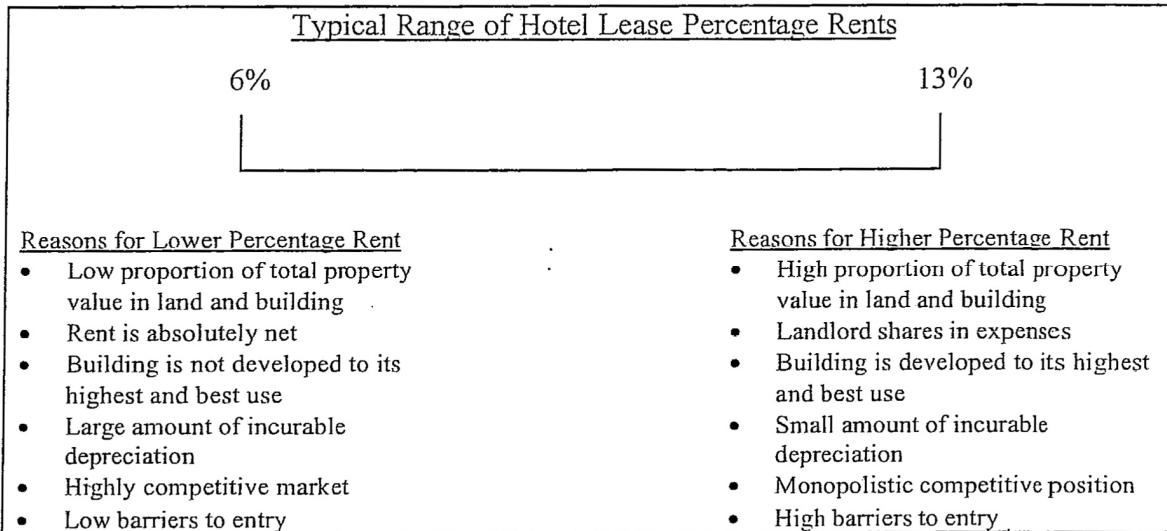 Typical Range of Hotel Lease Percentage Rents
6%
13%
Reasons for Lower Percentage Rent
• Low proportion of total property
value in land and building
• Rent is absolutely net
• Building is not developed to its
highest and best use
• Large amount of incurable
depreciation
• Highly competitive market
• Low barriers to entry
Reasons for Higher Percentage Rent
• High proportion of total property
value in land and building
• Landlord shares in expenses
• Building is developed to its highest
and best use
• Small amount of incurable
depreciation
• Monopolistic competitive position
• High barriers to entry